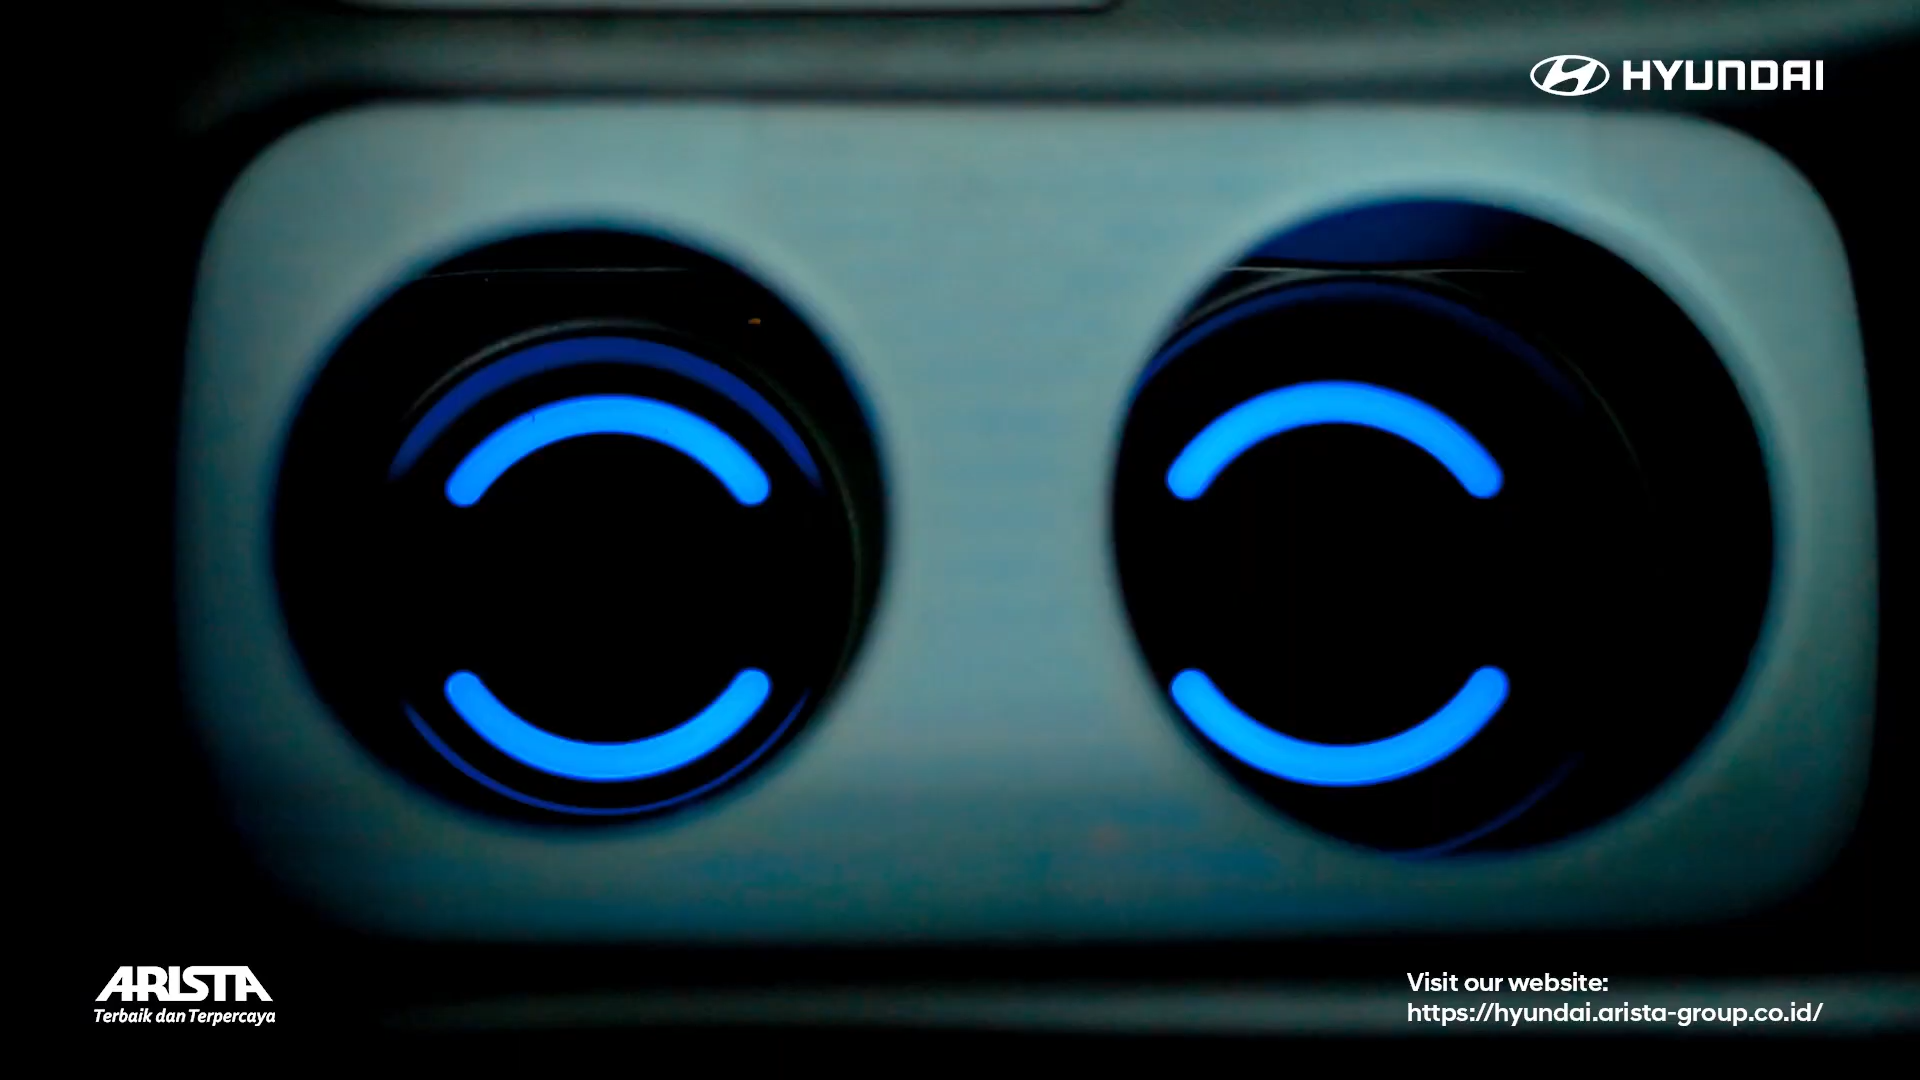 HYUNDAI
ARISTA
Terbaik dan Terpercaya
Visit our website:
https://hyundai.arista-group.co.id/